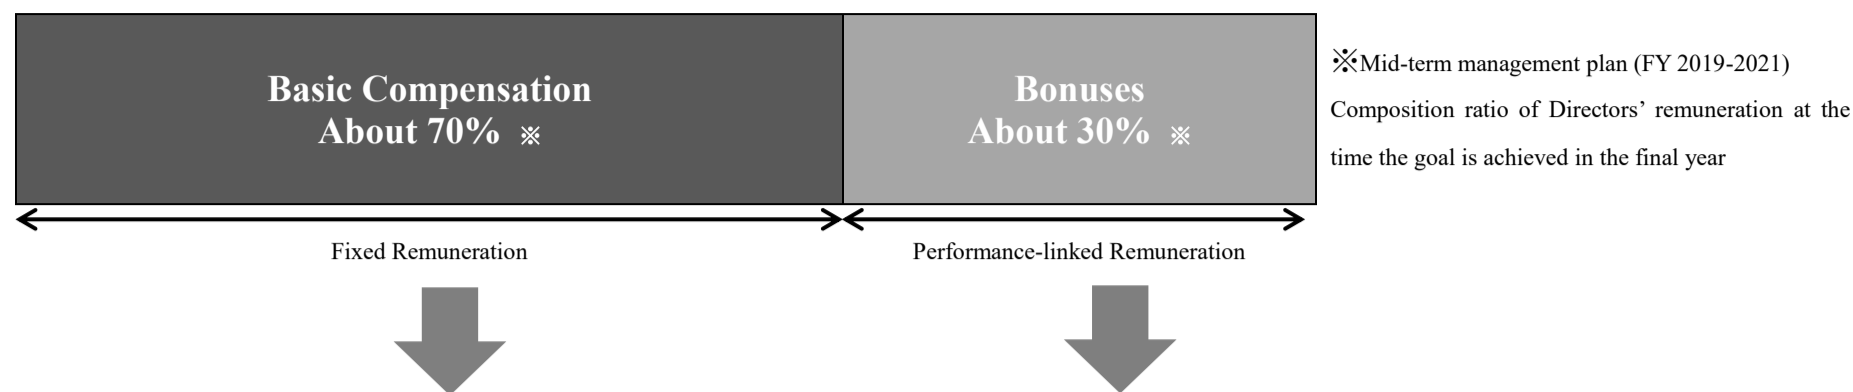 Basic Compensation
About 70% ※
Bonuses
About 30% ※
※Mid-term management plan (FY 2019-2021)
Composition ratio of Directors’ remuneration at the
time the goal is achieved in the final year
Fixed Remuneration
Performance-linked Remuneration